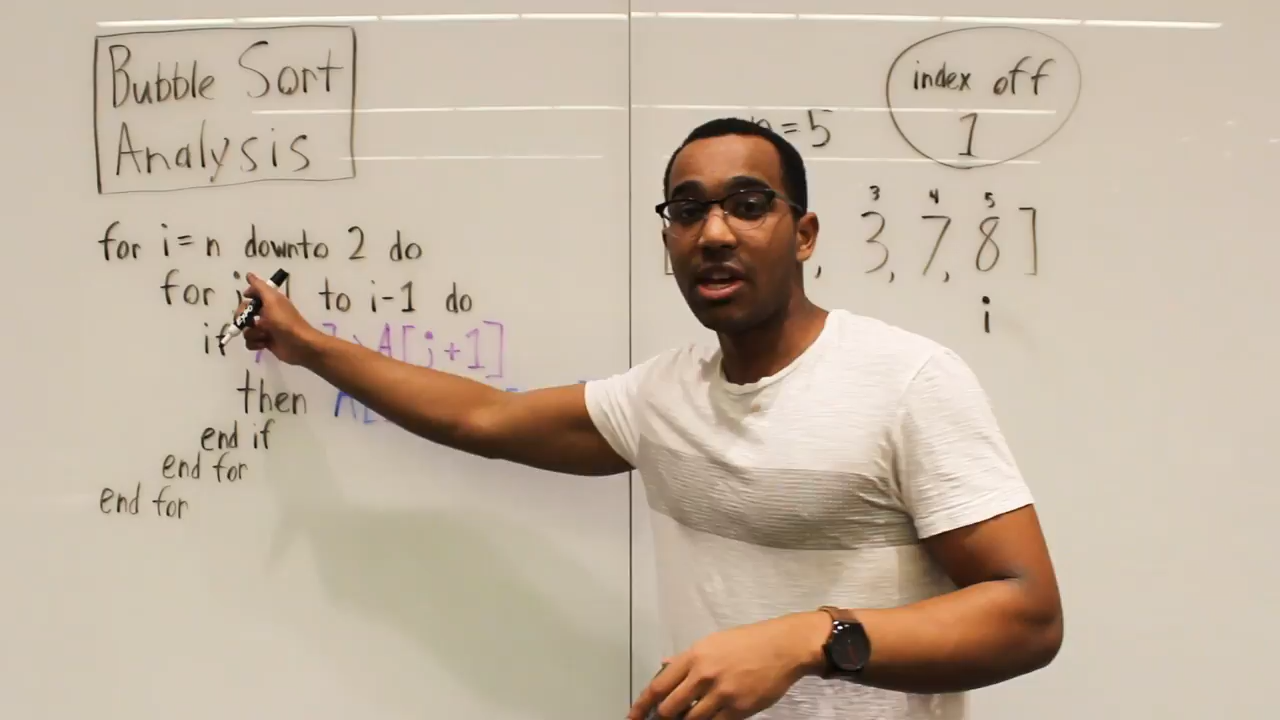 Bubble Sort
Analysis
for i = n downto 2 do
for j 1 to i-1 do
if ] > A[j+1]
then A[
end if
end for
end for
index off
1
n = 5
3 4 5
[ , 3, 7, 8 ]
i
EXPO